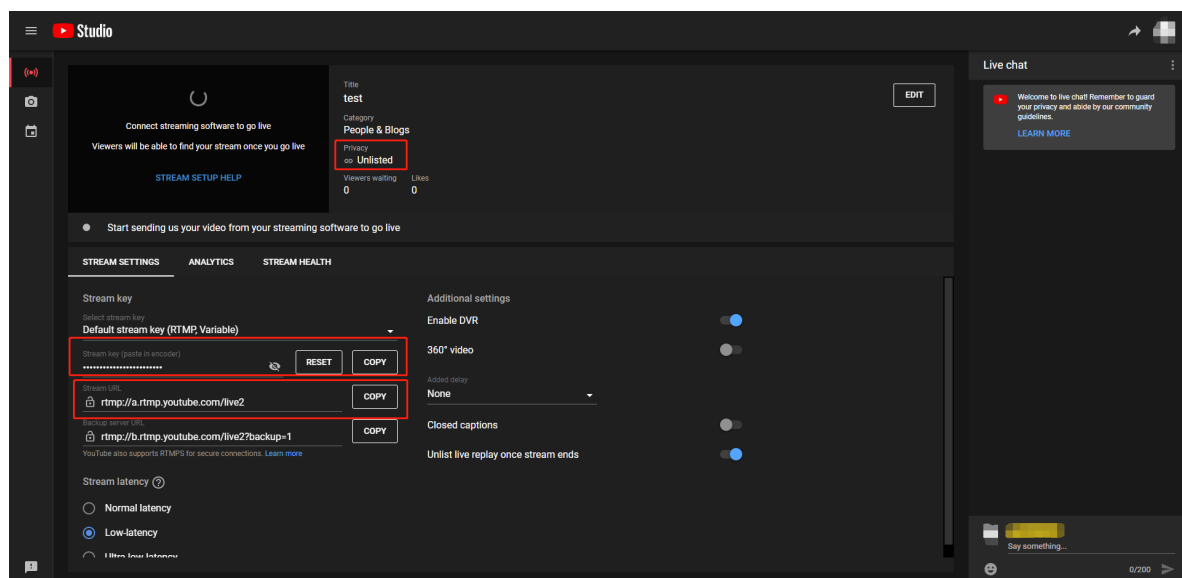 Studio
Connect streaming software to go live
Viewers will be able to find your stream once you go live
STREAM SETUP HELP
Title
test
Category
People & Blogs
Privacy
Unlisted
Viewers waiting Likes
0 0
EDIT
Start sending us your video from your streaming software to go live
STREAM SETTINGS ANALYTICS STREAM HEALTH
Stream key
Select stream key
Default stream key (RTMP, Variable)
Stream key (paste in encoder)
•••••••••••••••••••••••• RESET COPY
Stream URL
rtmp://a.rtmp.youtube.com/live2 COPY
Backup server URL
rtmp://b.rtmp.youtube.com/live2?backup=1 COPY
YouTube also supports RTMPS for secure connections. Learn more
Stream latency
Normal latency
Low-latency
Ultra low-latency
Additional settings
Enable DVR
360° video
Added delay
None
Closed captions
Unlist live replay once stream ends
Live chat
Welcome to live chat! Remember to guard
your privacy and abide by our community
guidelines.
LEARN MORE
Say something...
0/200